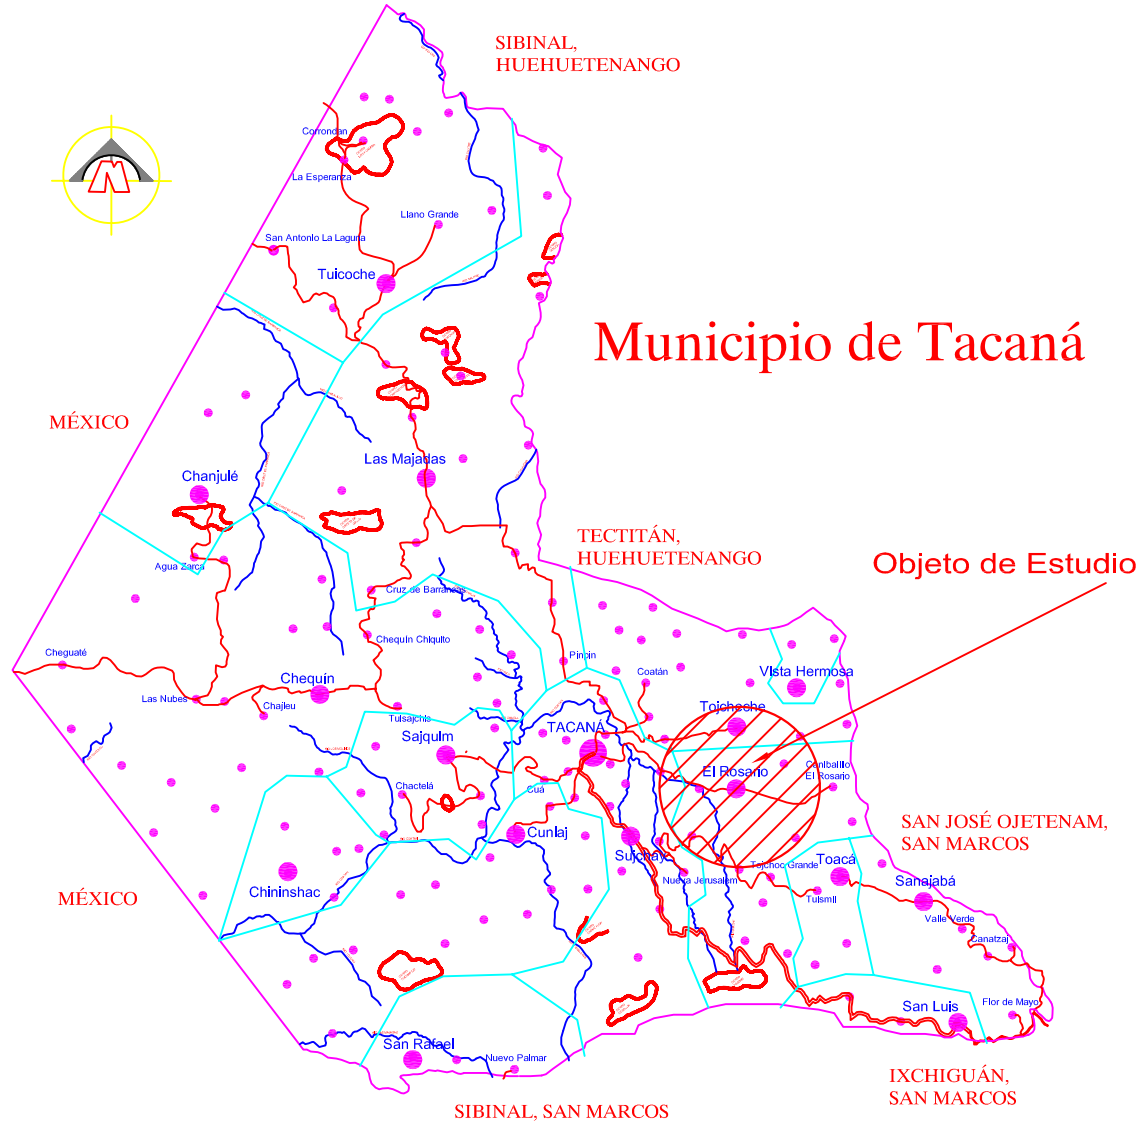 SIBINAL,
HUEHUETENANGO
Corrondan
La Esperanza
Llano Grande
San Antonio La Laguna
Tuicoche
Municipio de Tacaná
MÉXICO
Las Majadas
Chanjulé
TECTITÁN,
HUEHUETENANGO
Objeto de Estudio
Agua Zarca
Cruz de Barrancas
Chequín Chiquito
Cheguaté
Pinpin
Coatán
Vista Hermosa
Chequín
Las Nubes
Chajleu
Tuisajchis
Tojcheche
TACANÁ
Sajquim
El Rosario
Canibalillo
El Rosario
Chactelá
Cuá
SAN JOSÉ OJETENAM,
SAN MARCOS
Cunlaj
Sujchay
Tojchoc Grande
Toacá
Chininshac
Nueva Jerusalem
Sanajabá
Tuismil
MÉXICO
Valle Verde
Canatzaj
San Luis
Flor de Mayo
San Rafael
Nuevo Palmar
IXCHIGUÁN,
SAN MARCOS
SIBINAL, SAN MARCOS